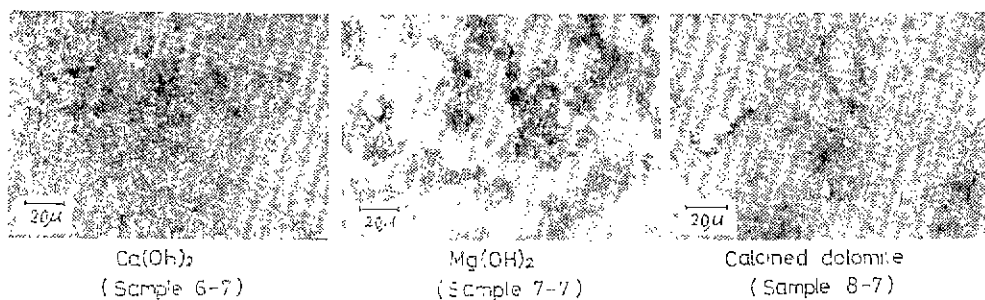 20μ
20μ
20μ
Ca(OH)₂
(Sample 6-7)
Mg(OH)₂
(Sample 7-7)
Calcined dolomite
(Sample 8-7)